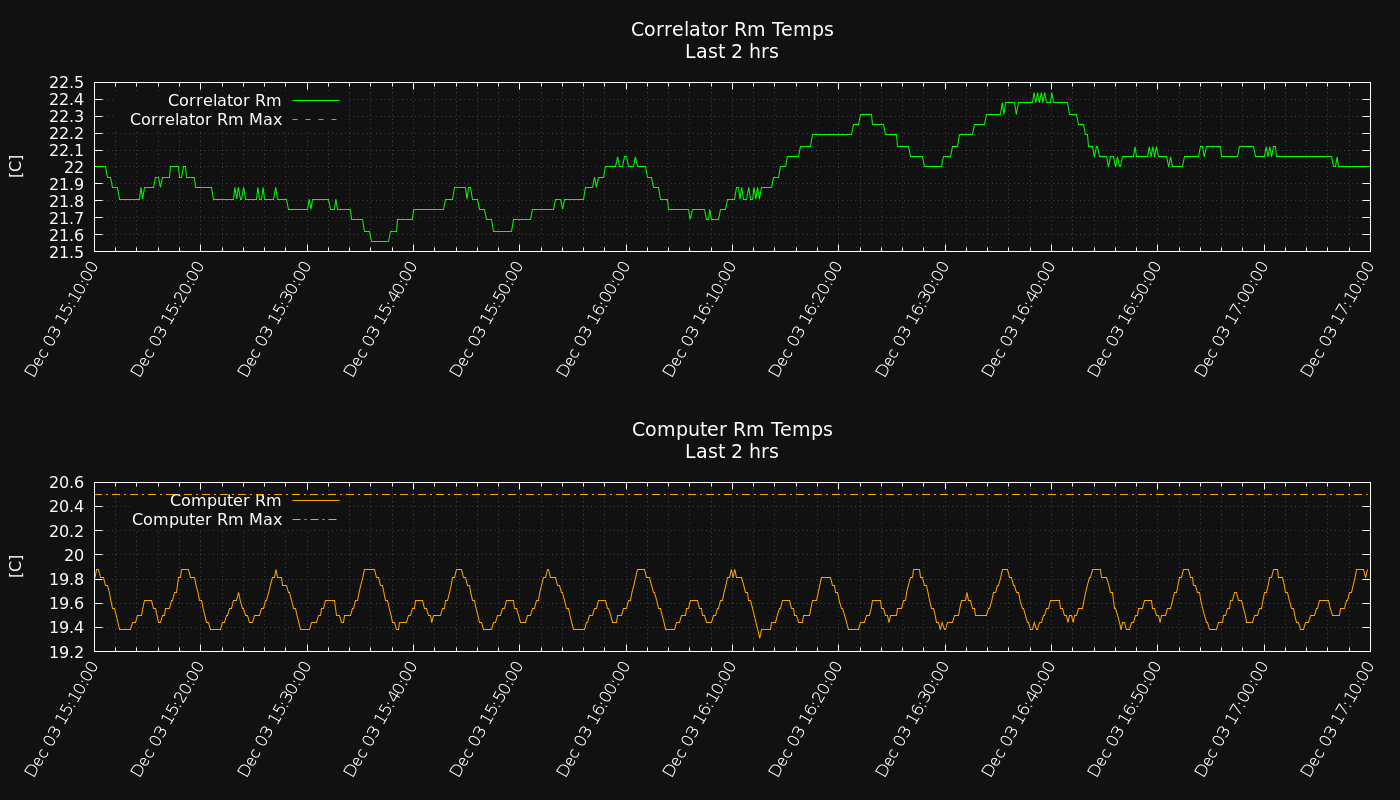 Correlator Rm Temps
Last 2 hrs
22.5
22.4
22.3
22.2
22.1
22
21.9
21.8
21.7
21.6
21.5
[C]
Correlator Rm
Correlator Rm Max
Dec 03 15:10:00
Dec 03 15:20:00
Dec 03 15:30:00
Dec 03 15:40:00
Dec 03 15:50:00
Dec 03 16:00:00
Dec 03 16:10:00
Dec 03 16:20:00
Dec 03 16:30:00
Dec 03 16:40:00
Dec 03 16:50:00
Dec 03 17:00:00
Dec 03 17:10:00
Computer Rm Temps
Last 2 hrs
20.6
20.4
20.2
20
19.8
19.6
19.4
19.2
[C]
Computer Rm
Computer Rm Max
Dec 03 15:10:00
Dec 03 15:20:00
Dec 03 15:30:00
Dec 03 15:40:00
Dec 03 15:50:00
Dec 03 16:00:00
Dec 03 16:10:00
Dec 03 16:20:00
Dec 03 16:30:00
Dec 03 16:40:00
Dec 03 16:50:00
Dec 03 17:00:00
Dec 03 17:10:00